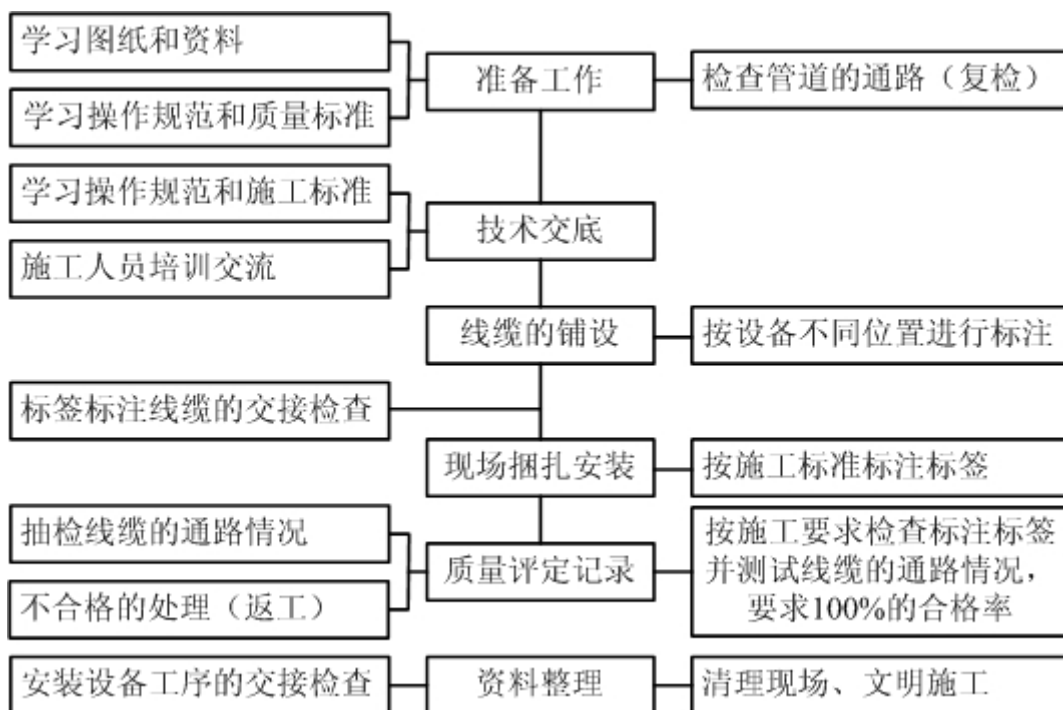 学习图纸和资料
准备工作
检查管道的通路（复检）
学习操作规范和质量标准
学习操作规范和施工标准
技术交底
施工人员培训交流
线缆的铺设
按设备不同位置进行标注
标签标注线缆的交接检查
现场捆扎安装
按施工标准标注标签
抽检线缆的通路情况
质量评定记录
按施工要求检查标注标签
并测试线缆的通路情况，
要求100%的合格率
不合格的处理（返工）
安装设备工序的交接检查
资料整理
清理现场、文明施工